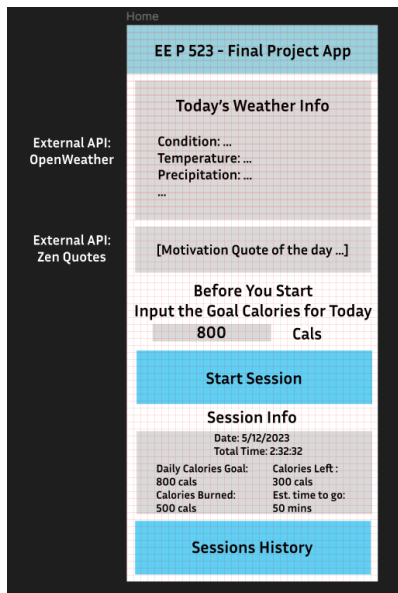 Home
EE P 523 - Final Project App
Today's Weather Info
External API:
OpenWeather
Condition: ...
Temperature: ...
Precipitation: ...
...
External API:
Zen Quotes
[Motivation Quote of the day ...]
Before You Start
Input the Goal Calories for Today
800 Cals
Start Session
Session Info
Date: 5/12/2023
Total Time: 2:32:32
Daily Calories Goal:
800 cals
Calories Burned:
500 cals
Calories Left :
300 cals
Est. time to go:
50 mins
Sessions History